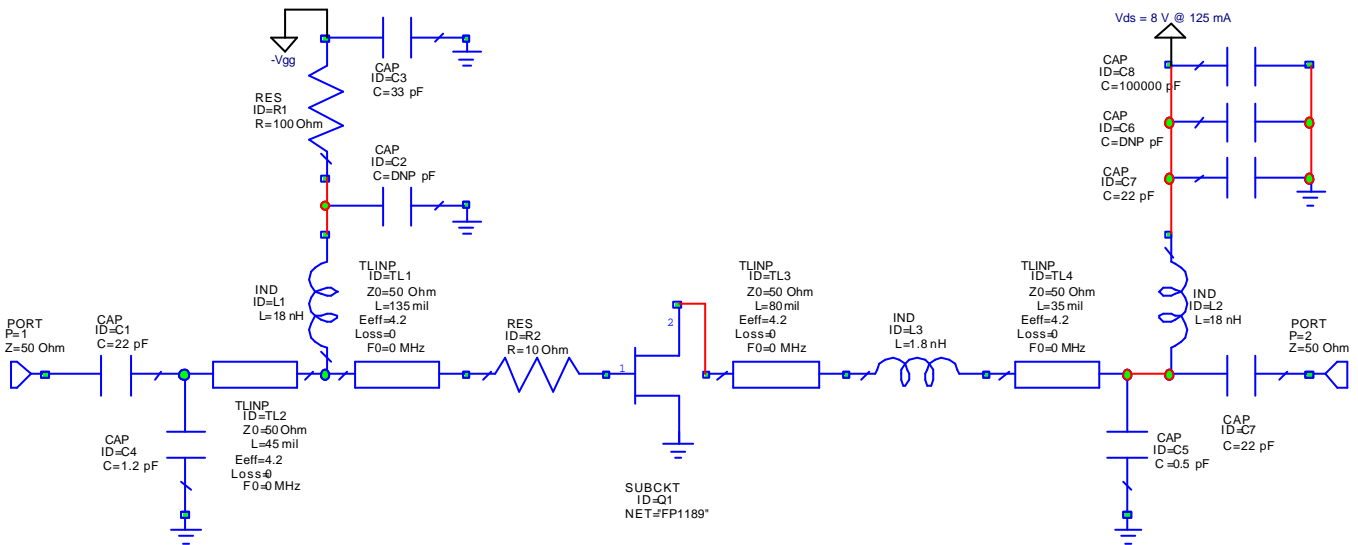 Vds = 8 V @ 125 mA
-Vgg
CAP
ID=C3
C=33 pF
RES
ID=R1
R=100 Ohm
CAP
ID=C2
C=DNP pF
CAP
ID=C8
C=100000 pF
CAP
ID=C6
C=DNP pF
CAP
ID=C7
C=22 pF
PORT
P=1
Z=50 Ohm
CAP
ID=C1
C=22 pF
IND
ID=L1
L=18 nH
TLINP
ID=TL1
Z0=50 Ohm
L=135 mil
Eeff=4.2
Loss=0
F0=0 MHz
RES
ID=R2
R=10 Ohm
1
2
TLINP
ID=TL3
Z0=50 Ohm
L=80 mil
Eeff=4.2
Loss=0
F0=0 MHz
IND
ID=L3
L=1.8 nH
TLINP
ID=TL4
Z0=50 Ohm
L=35 mil
Eeff=4.2
Loss=0
F0=0 MHz
IND
ID=L2
L=18 nH
PORT
P=2
Z=50 Ohm
CAP
ID=C4
C=1.2 pF
TLINP
ID=TL2
Z0=50 Ohm
L=45 mil
Eeff=4.2
Loss=0
F0=0 MHz
SUBCKT
ID=Q1
NET="FP1189"
CAP
ID=C5
C=0.5 pF
CAP
ID=C7
C=22 pF